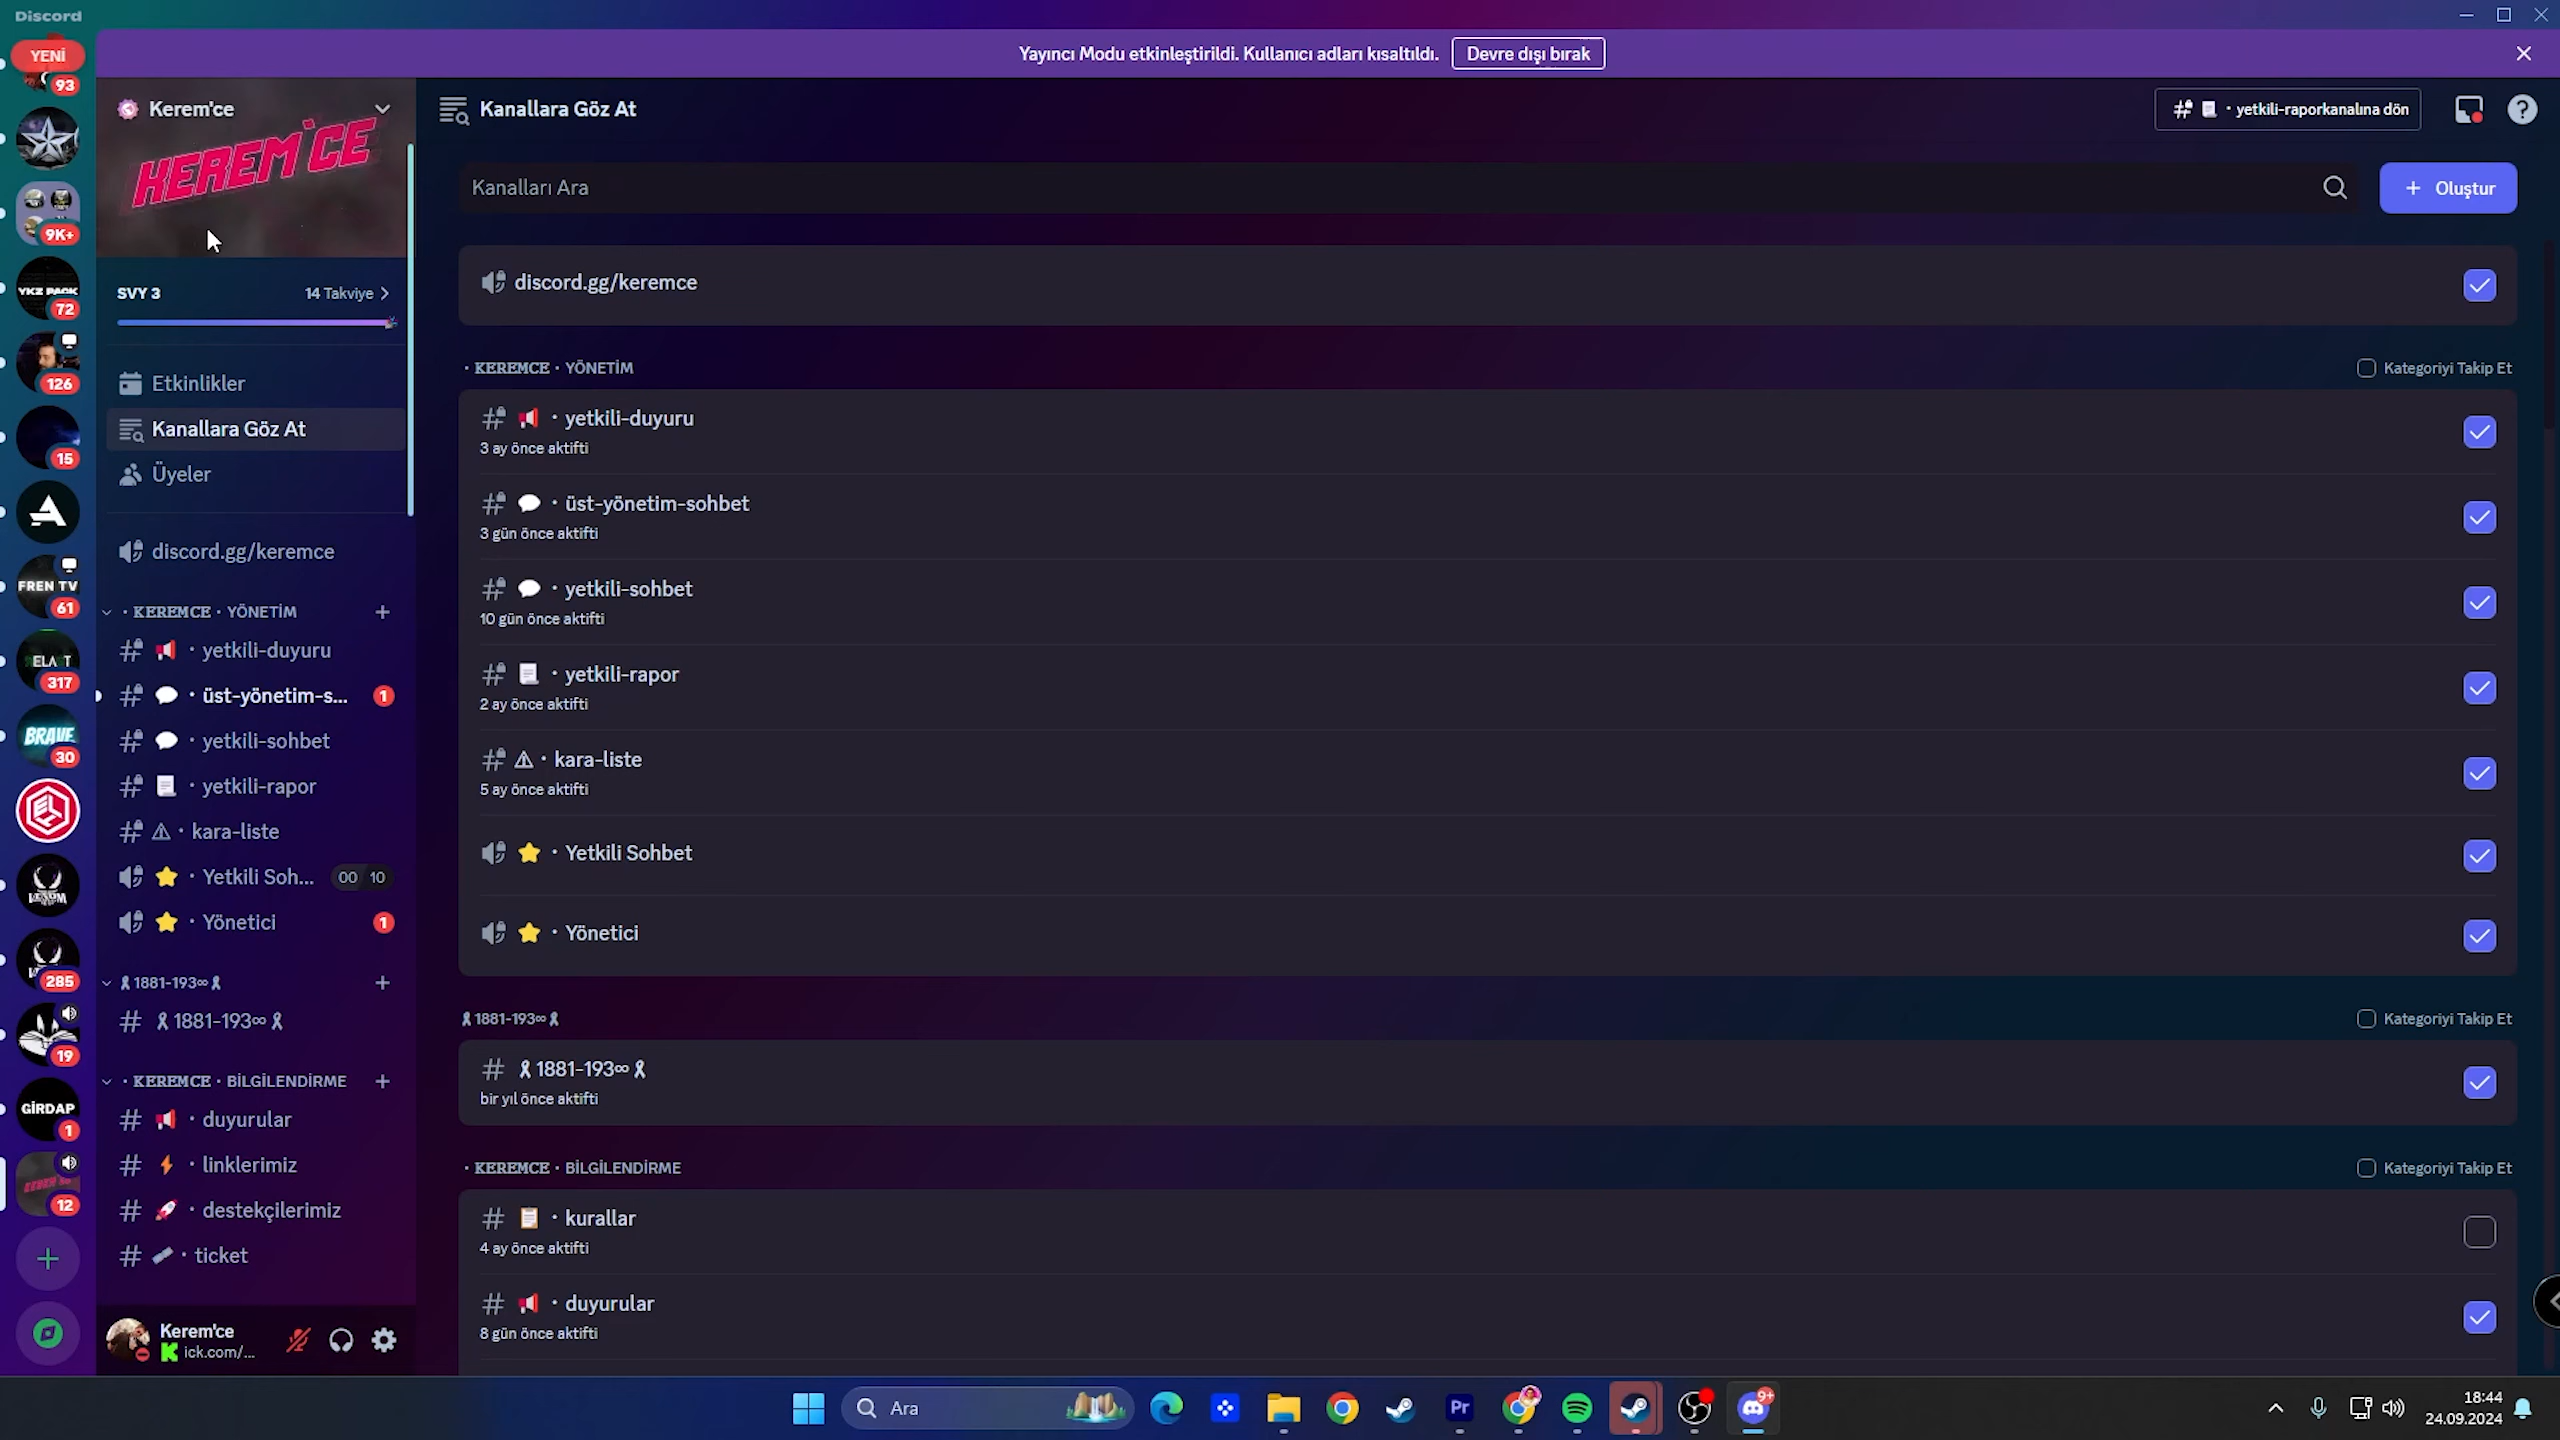 Discord
Yayıncı Modu etkinleştirildi. Kullanıcı adları kısaltıldı.
Devre dışı bırak
YENİ
93
9K+
YKZ PACK
72
126
15
FREN TV
61
317
BRAVE
30
VENOM
285
19
GİRDAP
1
12
Kerem'ce
KEREM'CE
SVY 3
14 Takviye
Etkinlikler
Kanallara Göz At
Üyeler
discord.gg/keremce
· KEREMCE · YÖNETİM
· yetkili-duyuru
· üst-yönetim-s...
1
· yetkili-sohbet
· yetkili-rapor
· kara-liste
· Yetkili Soh...
00 10
· Yönetici
1
🎗1881-193∞🎗
🎗1881-193∞🎗
· KEREMCE · BİLGİLENDİRME
· duyurular
· linklerimiz
· destekçilerimiz
· ticket
Kerem'ce
ick.com/...
Kanallara Göz At
· yetkili-raporkanalına dön
Kanalları Ara
+ Oluştur
discord.gg/keremce
· KEREMCE · YÖNETİM
Kategoriyi Takip Et
· yetkili-duyuru
3 ay önce aktifti
· üst-yönetim-sohbet
3 gün önce aktifti
· yetkili-sohbet
10 gün önce aktifti
· yetkili-rapor
2 ay önce aktifti
· kara-liste
5 ay önce aktifti
· Yetkili Sohbet
· Yönetici
🎗1881-193∞🎗
Kategoriyi Takip Et
🎗1881-193∞🎗
bir yıl önce aktifti
· KEREMCE · BİLGİLENDİRME
Kategoriyi Takip Et
· kurallar
4 ay önce aktifti
· duyurular
8 gün önce aktifti
Ara
Pr
9+
18:44
24.09.2024